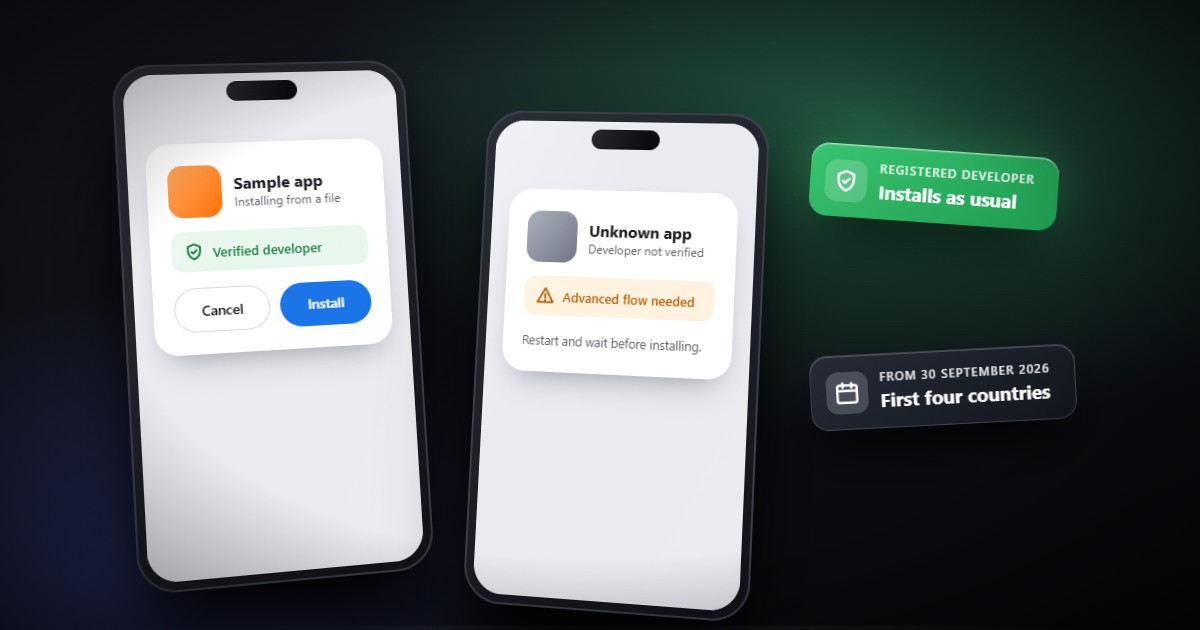 Sample app
Installing from a file
Verified developer
Cancel
Install
Unknown app
Developer not verified
Advanced flow needed
Restart and wait before installing.
REGISTERED DEVELOPER
Installs as usual
FROM 30 SEPTEMBER 2026
First four countries